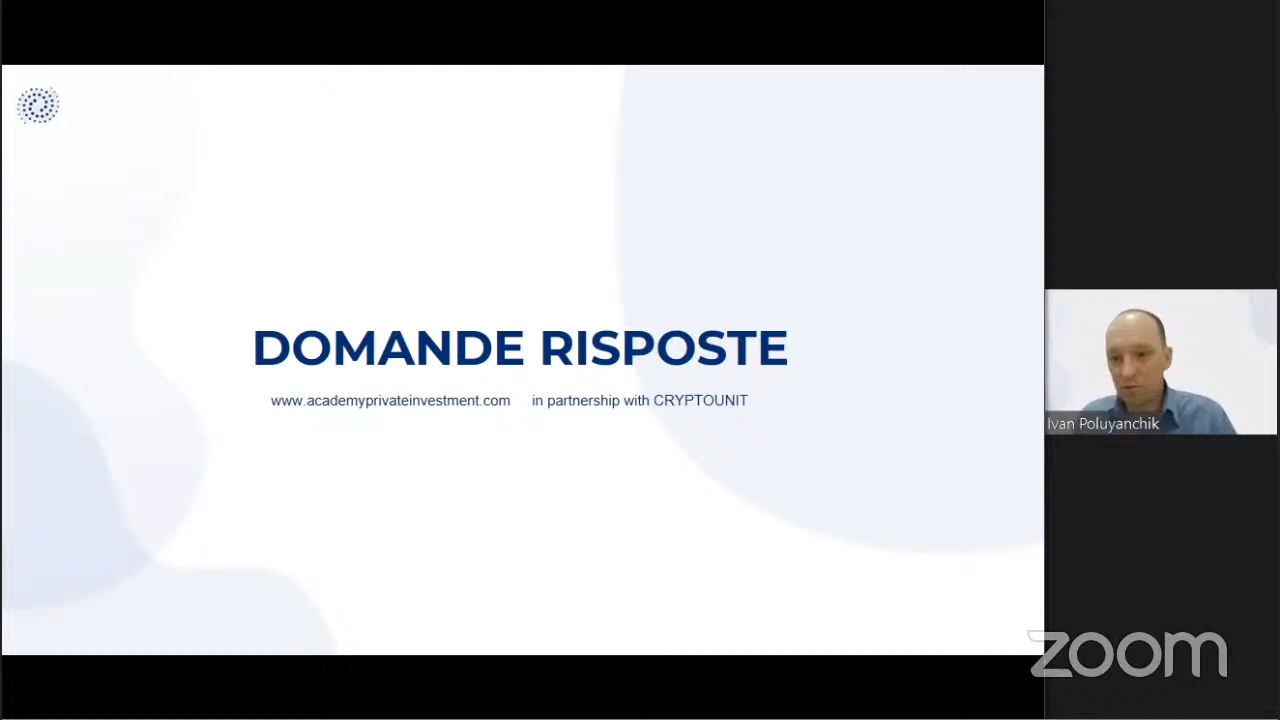 DOMANDE RISPOSTE
www.academyprivateinvestment.com in partnership with CRYPTOUNIT
Ivan Poluyanchik
zoom